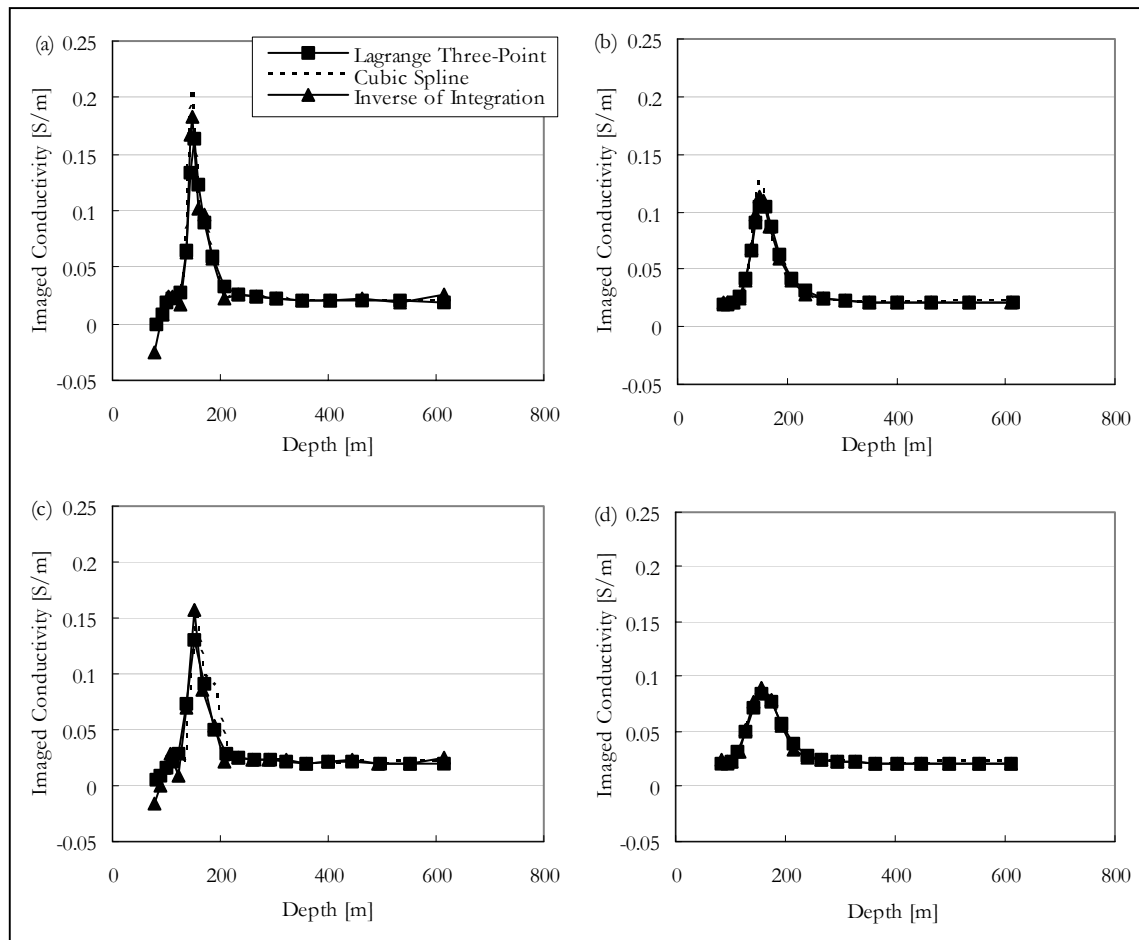 (a)
0.25
0.2
0.15
0.1
0.05
0
-0.05
Imaged Conductivity [S/m]
Lagrange Three-Point
Cubic Spline
Inverse of Integration
0 200 400 600 800
Depth [m]
(b)
0.25
0.2
0.15
0.1
0.05
0
-0.05
Imaged Conductivity [S/m]
0 200 400 600 800
Depth [m]
(c)
0.25
0.2
0.15
0.1
0.05
0
-0.05
Imaged Conductivity [S/m]
0 200 400 600 800
Depth [m]
(d)
0.25
0.2
0.15
0.1
0.05
0
-0.05
Imaged Conductivity [S/m]
0 200 400 600 800
Depth [m]